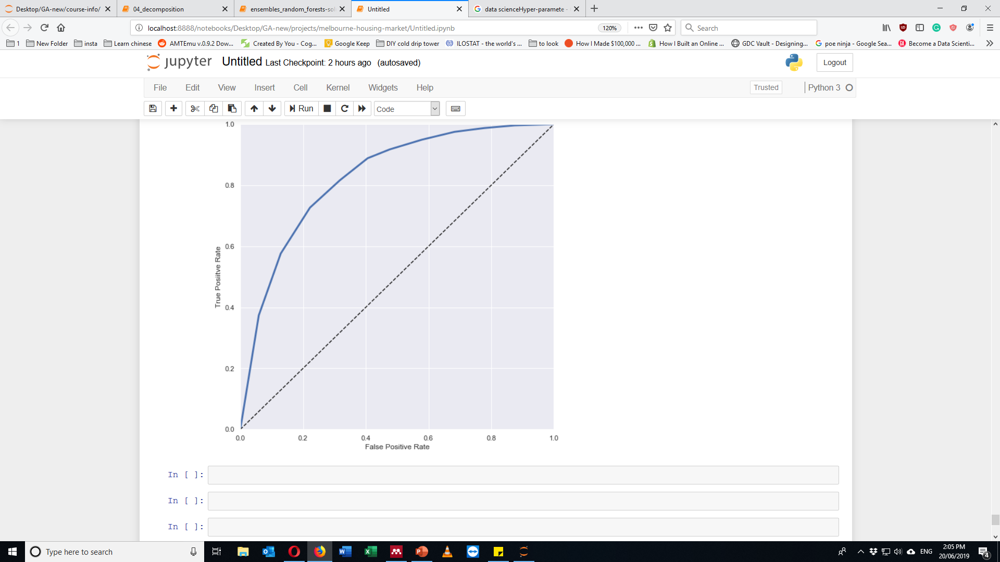 Desktop/GA-new/course-info/
04_decomposition
ensembles_random_forests-sol
Untitled
data scienceHyper-paramete -
localhost:8888/notebooks/Desktop/GA-new/projects/melbourne-housing-market/Untitled.ipynb
120%
Search
1
New Folder
insta
Learn chinese
AMTEmu v.0.9.2 Dow...
Created By You - Cog...
Google Keep
DIY cold drip tower
ILOSTAT - the world's ...
to look
How I Made $100,000 ...
How I Built an Online ...
GDC Vault - Designing...
poe ninja - Google Sea...
Become a Data Scienti...
jupyter
Untitled Last Checkpoint: 2 hours ago (autosaved)
Logout
File Edit View Insert Cell Kernel Widgets Help
Trusted
Python 3
Run
Code
1.0
0.8
0.6
0.4
0.2
0.0
True Posiitve Rate
0.0 0.2 0.4 0.6 0.8 1.0
False Positive Rate
In [ ]:
In [ ]:
In [ ]:
Type here to search
ENG
2:05 PM
20/06/2019
4